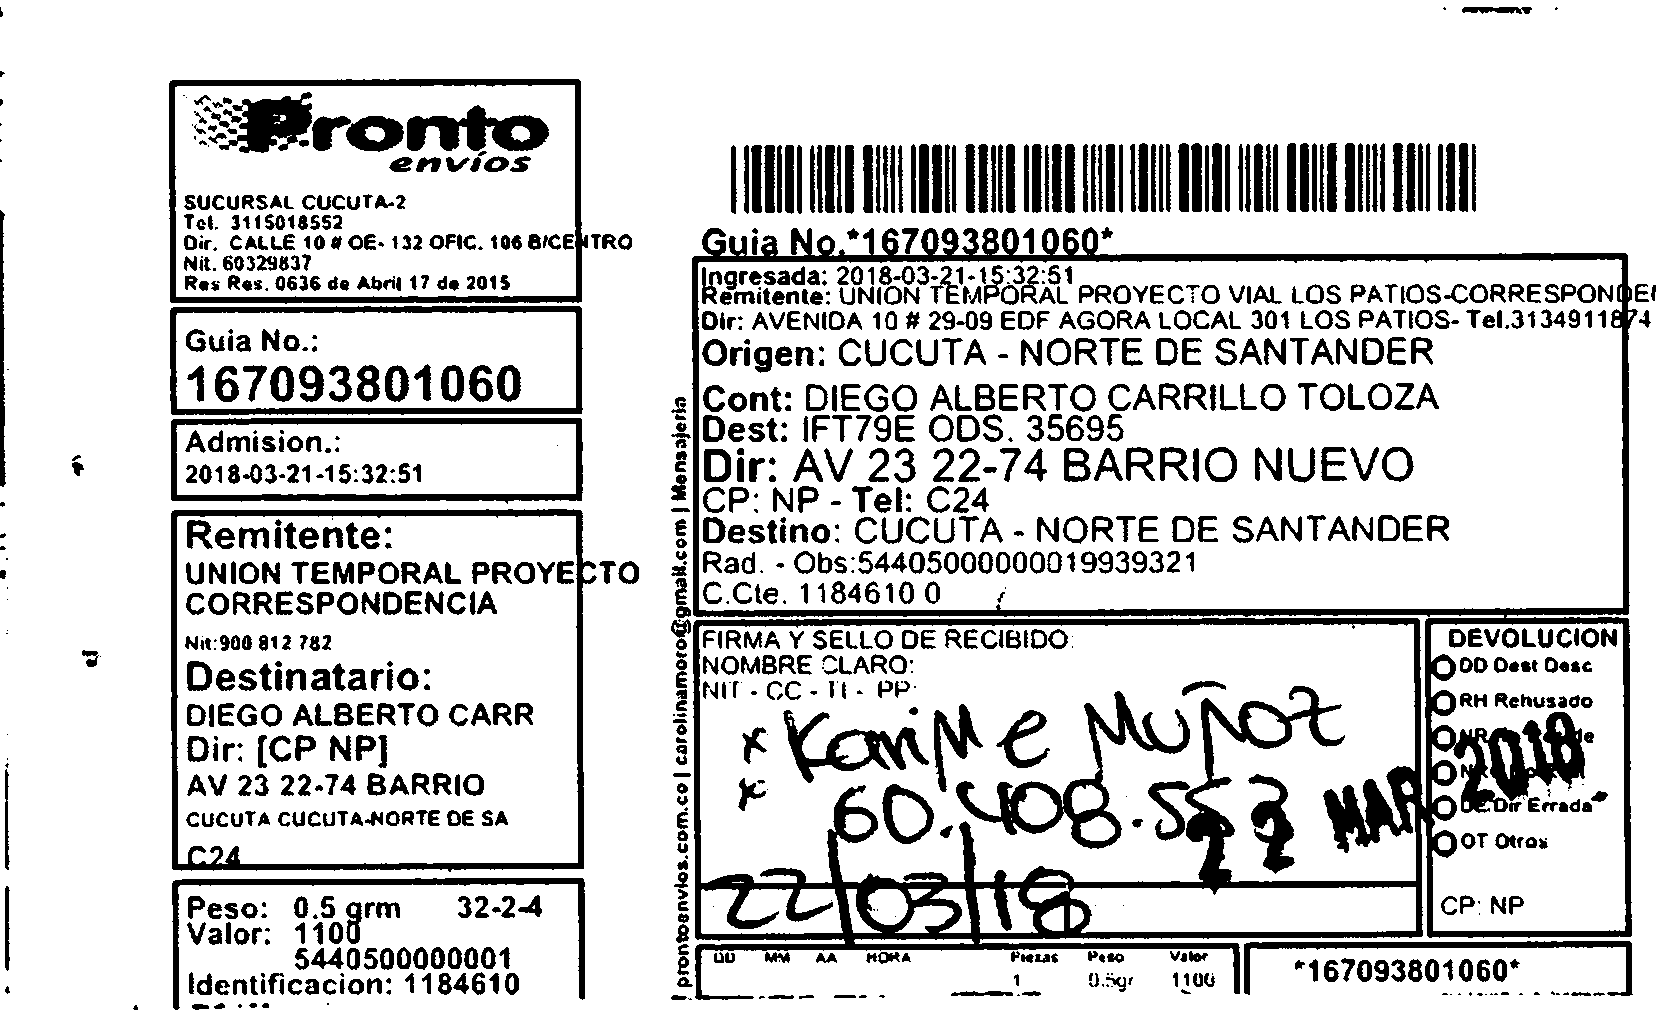 Pronto
envíos
SUCURSAL CUCUTA-2
Tel. 3115018552
Dir. CALLE 10 # OE- 132 OFIC. 106 B/CENTRO
Nit. 60329837
Res Res. 0636 de Abril 17 de 2015
Guia No.:
167093801060
Admision.:
2018-03-21-15:32:51
Remitente:
UNION TEMPORAL PROYECTO
CORRESPONDENCIA
Nit:900 812 782
Destinatario:
DIEGO ALBERTO CARR
Dir: [CP NP]
AV 23 22-74 BARRIO
CUCUTA CUCUTA-NORTE DE SA
C24
Peso: 0.5 grm 32-2-4
Valor: 1100
5440500000001
Identificacion: 1184610
prontoenvios.com.co | carolinamoro@gmail.com | Mensajeria
Guia No.*167093801060*
Ingresada: 2018-03-21-15:32:51
Remitente: UNION TEMPORAL PROYECTO VIAL LOS PATIOS-CORRESPONDE
Dir: AVENIDA 10 # 29-09 EDF AGORA LOCAL 301 LOS PATIOS- Tel.3134911874
Origen: CUCUTA - NORTE DE SANTANDER
Cont: DIEGO ALBERTO CARRILLO TOLOZA
Dest: IFT79E ODS. 35695
Dir: AV 23 22-74 BARRIO NUEVO
CP: NP - Tel: C24
Destino: CUCUTA - NORTE DE SANTANDER
Rad. - Obs:54405000000019939321
C.Cte. 1184610 0
FIRMA Y SELLO DE RECIBIDO:
NOMBRE CLARO:
NIT - CC - TI - PP:
x Karime Muñoz
x 60.408.553
22 MAR 2018
22/03/18
DEVOLUCION
DD Dest Desc
RH Rehusado
DE Dir Errada
OT Otros
CP: NP
DD MM AA HORA Piezas Peso Valor
1 0.5gr 1100
*167093801060*